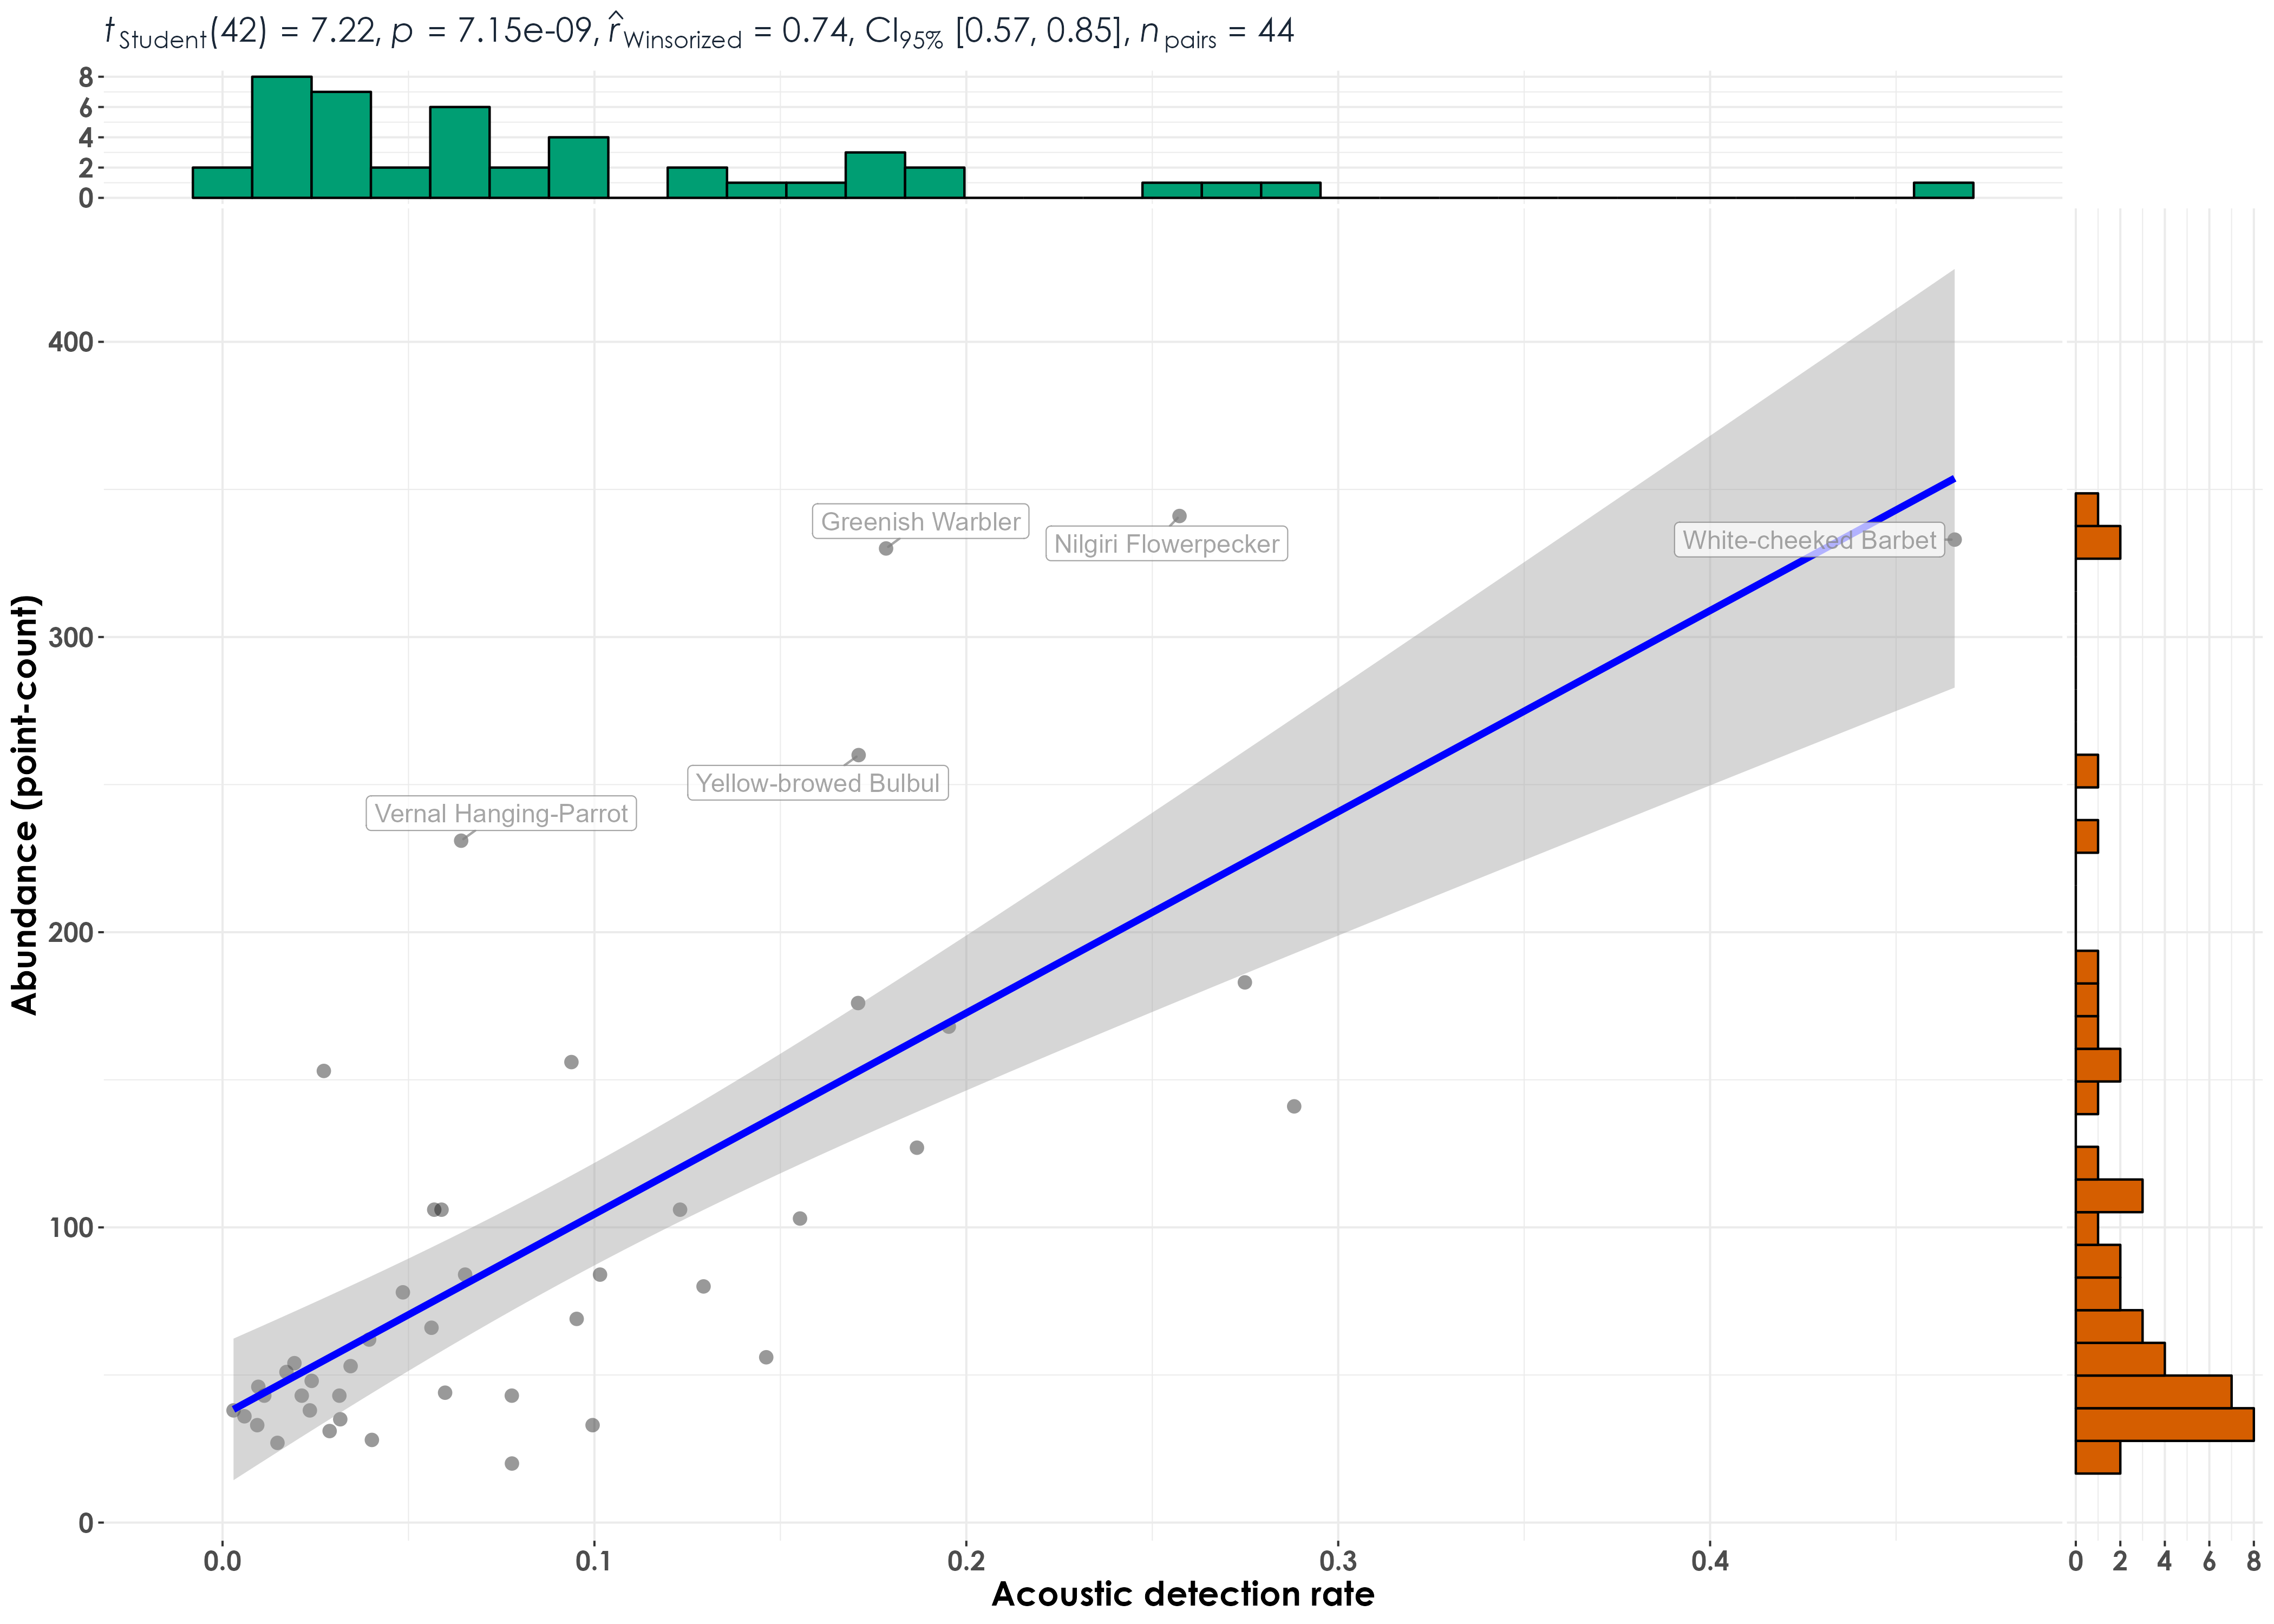 t Student(42) = 7.22, p = 7.15e-09, r̂ Winsorized = 0.74, CI95% [0.57, 0.85], n pairs = 44
8
6
4
2
0
400
300
200
100
0
Abundance (point-count)
Greenish Warbler
Nilgiri Flowerpecker
White-cheeked Barbet
Yellow-browed Bulbul
Vernal Hanging-Parrot
0.0 0.1 0.2 0.3 0.4
0 2 4 6 8
Acoustic detection rate